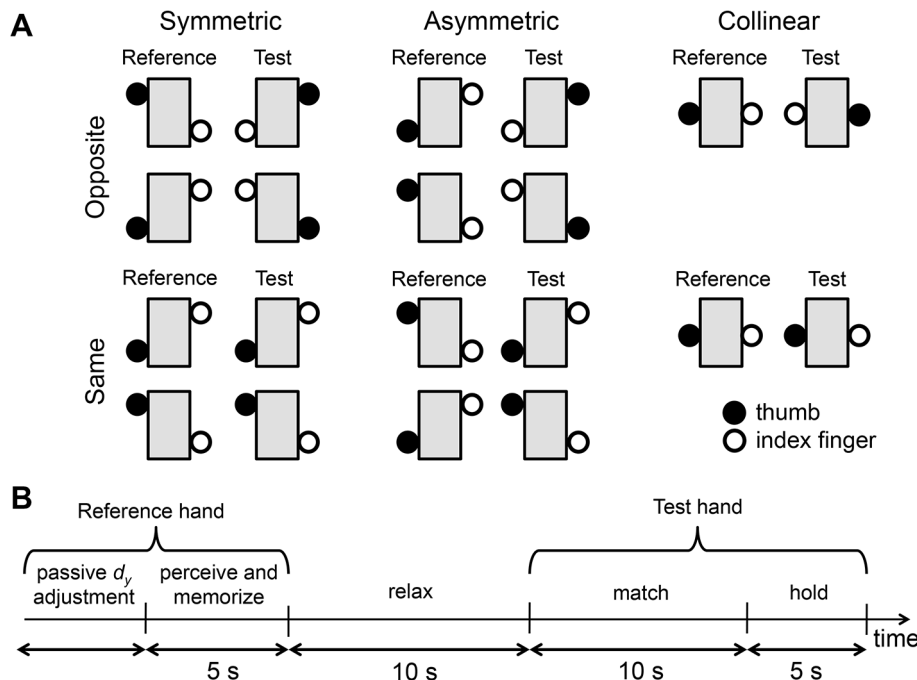 A
Symmetric Asymmetric Collinear
Opposite
Reference Test Reference Test Reference Test
Same
Reference Test Reference Test Reference Test
thumb
index finger
B
Reference hand Test hand
passive dy adjustment perceive and memorize relax match hold
time
5 s 10 s 10 s 5 s